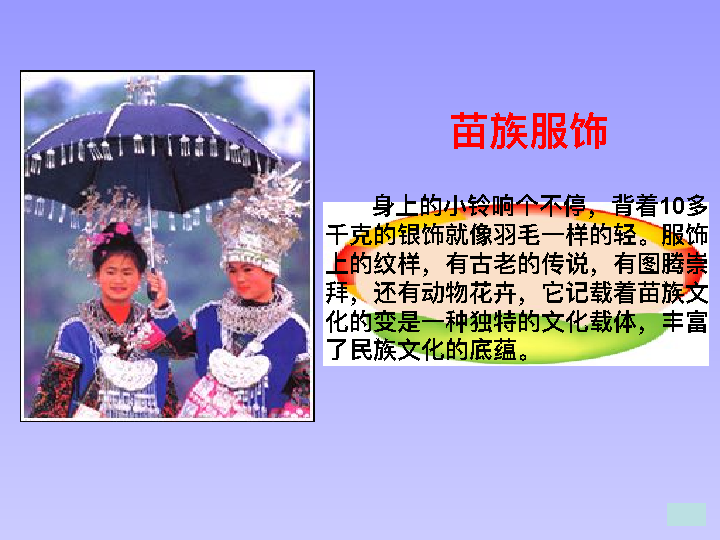 苗族服饰
身上的小铃响个不停，背着10多
千克的银饰就像羽毛一样的轻。服饰
上的纹样，有古老的传说，有图腾崇
拜，还有动物花卉，它记载着苗族文
化的变是一种独特的文化载体，丰富
了民族文化的底蕴。